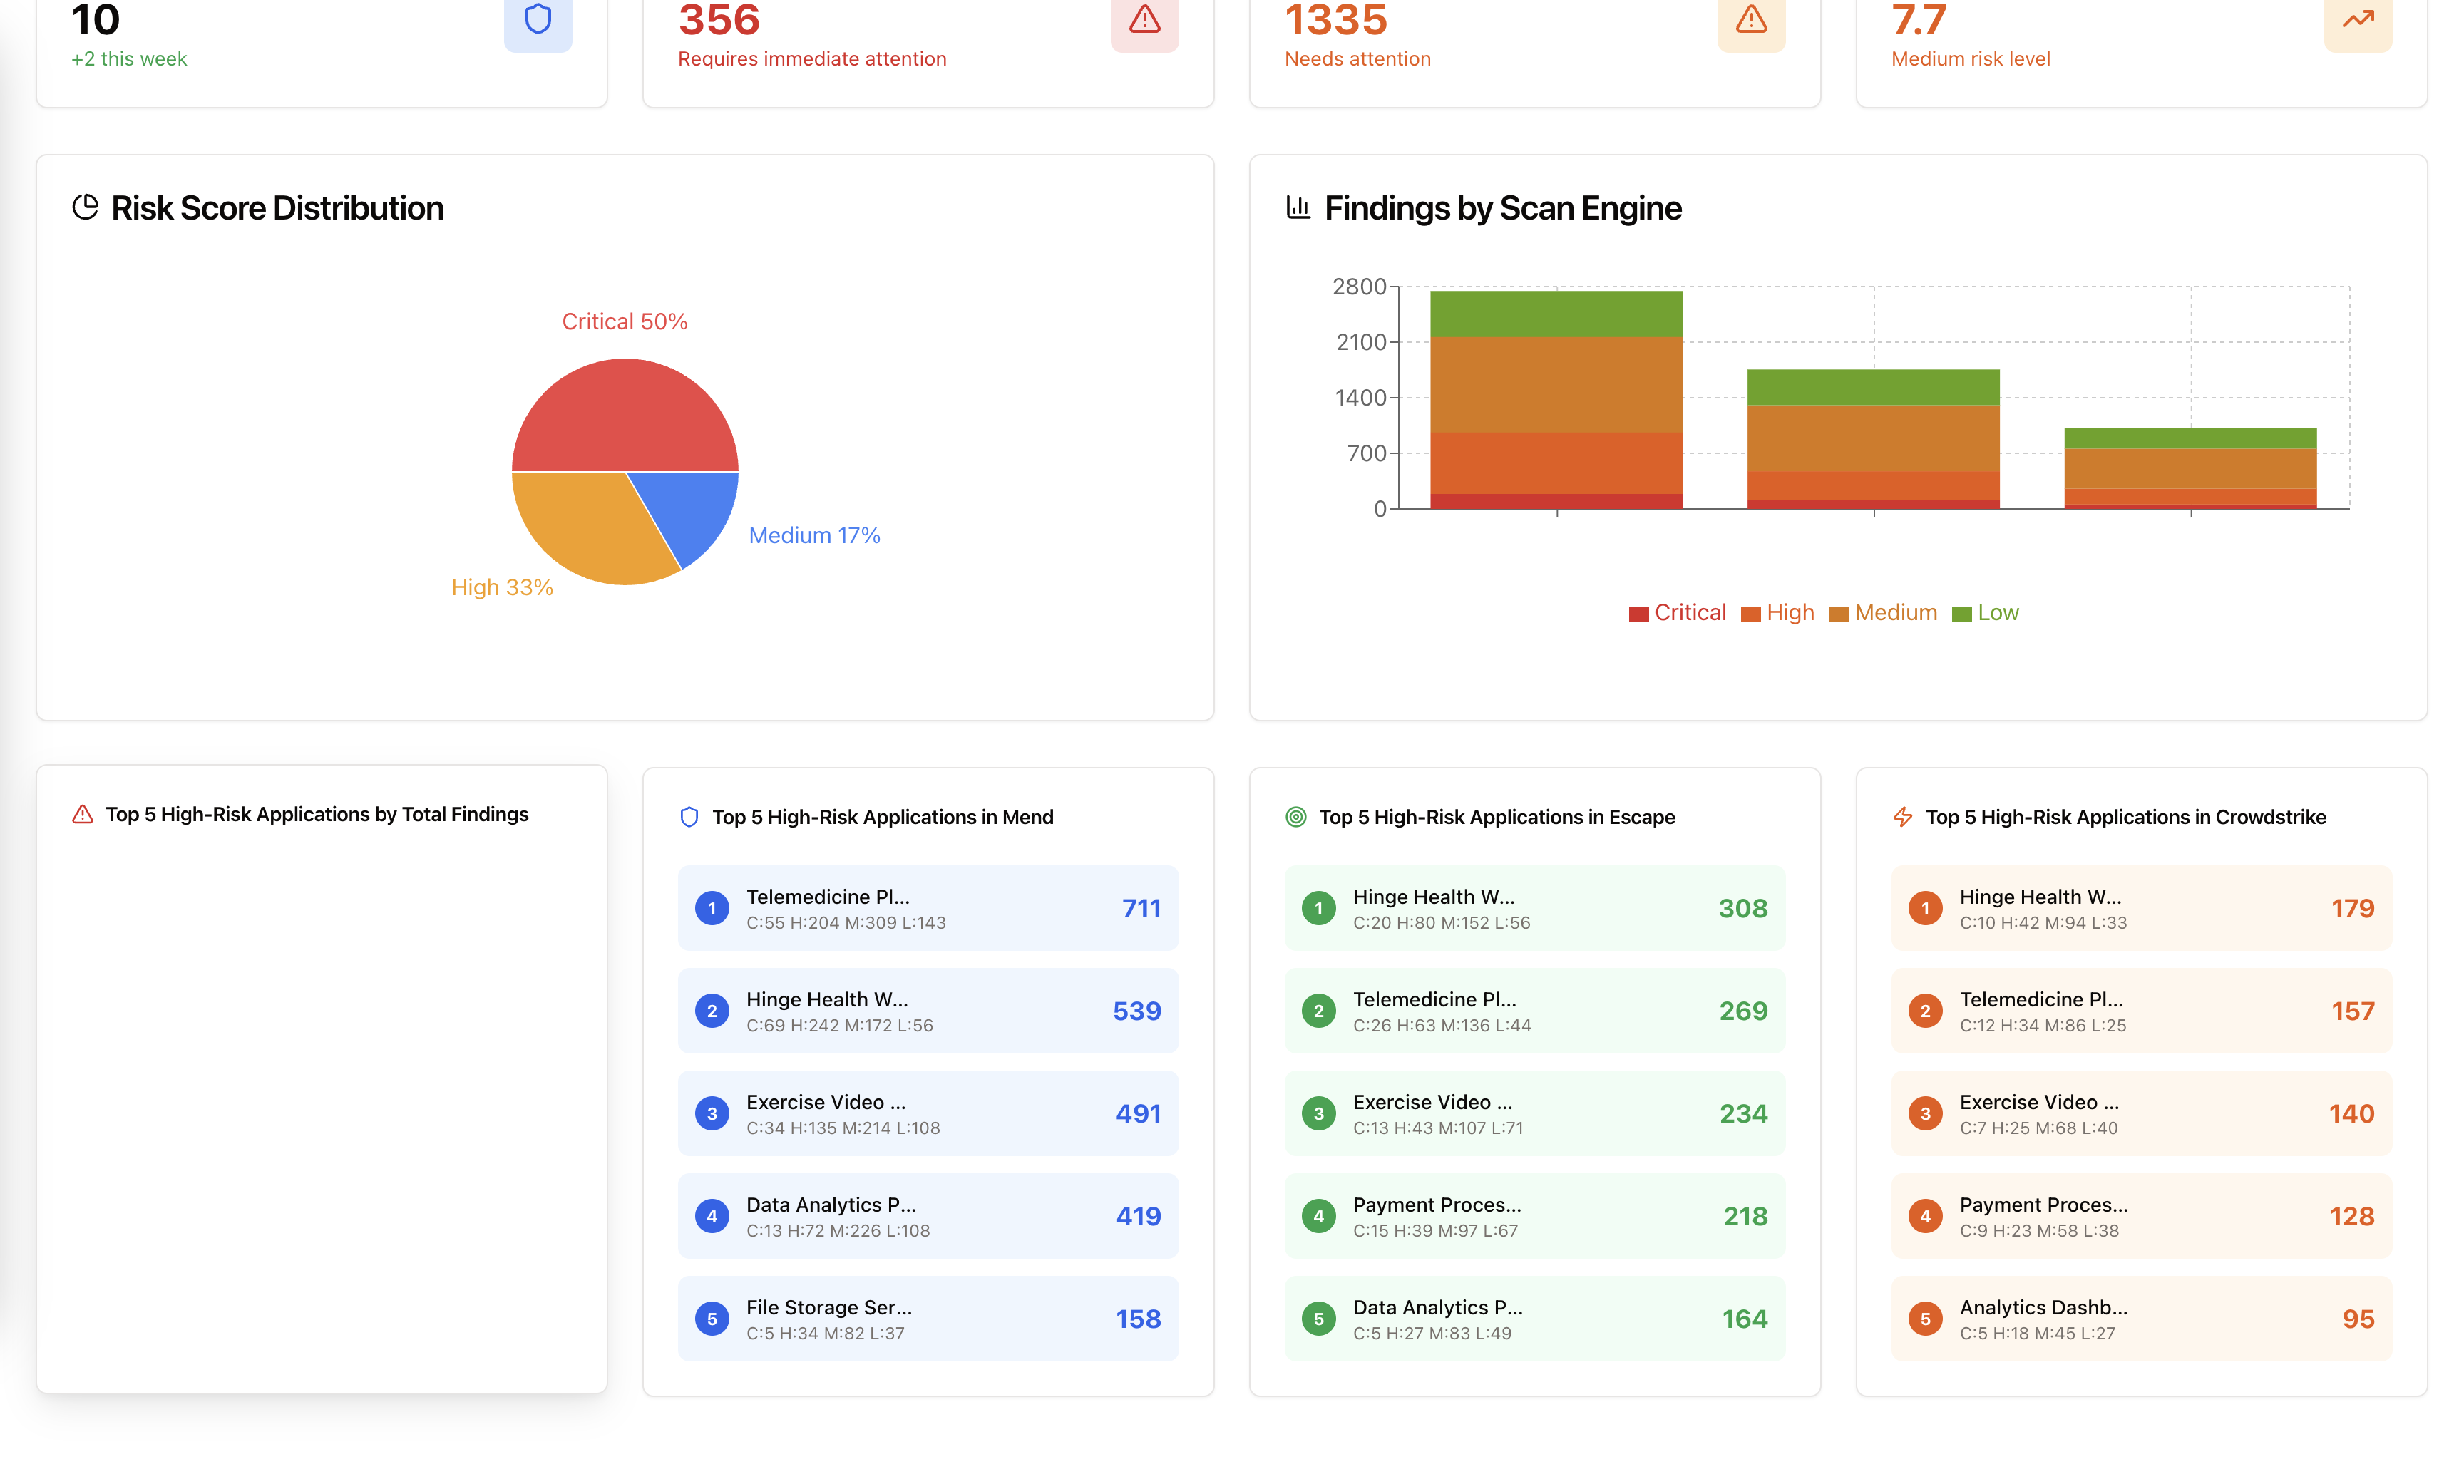 10
+2 this week
356
Requires immediate attention
1335
Needs attention
7.7
Medium risk level
Risk Score Distribution
Critical 50%
Medium 17%
High 33%
Findings by Scan Engine
2800
2100
1400
700
0
Critical High Medium Low
Top 5 High-Risk Applications by Total Findings
Top 5 High-Risk Applications in Mend
1 Telemedicine Pl... 711
C:55 H:204 M:309 L:143
2 Hinge Health W... 539
C:69 H:242 M:172 L:56
3 Exercise Video ... 491
C:34 H:135 M:214 L:108
4 Data Analytics P... 419
C:13 H:72 M:226 L:108
5 File Storage Ser... 158
C:5 H:34 M:82 L:37
Top 5 High-Risk Applications in Escape
1 Hinge Health W... 308
C:20 H:80 M:152 L:56
2 Telemedicine Pl... 269
C:26 H:63 M:136 L:44
3 Exercise Video ... 234
C:13 H:43 M:107 L:71
4 Payment Proces... 218
C:15 H:39 M:97 L:67
5 Data Analytics P... 164
C:5 H:27 M:83 L:49
Top 5 High-Risk Applications in Crowdstrike
1 Hinge Health W... 179
C:10 H:42 M:94 L:33
2 Telemedicine Pl... 157
C:12 H:34 M:86 L:25
3 Exercise Video ... 140
C:7 H:25 M:68 L:40
4 Payment Proces... 128
C:9 H:23 M:58 L:38
5 Analytics Dashb... 95
C:5 H:18 M:45 L:27